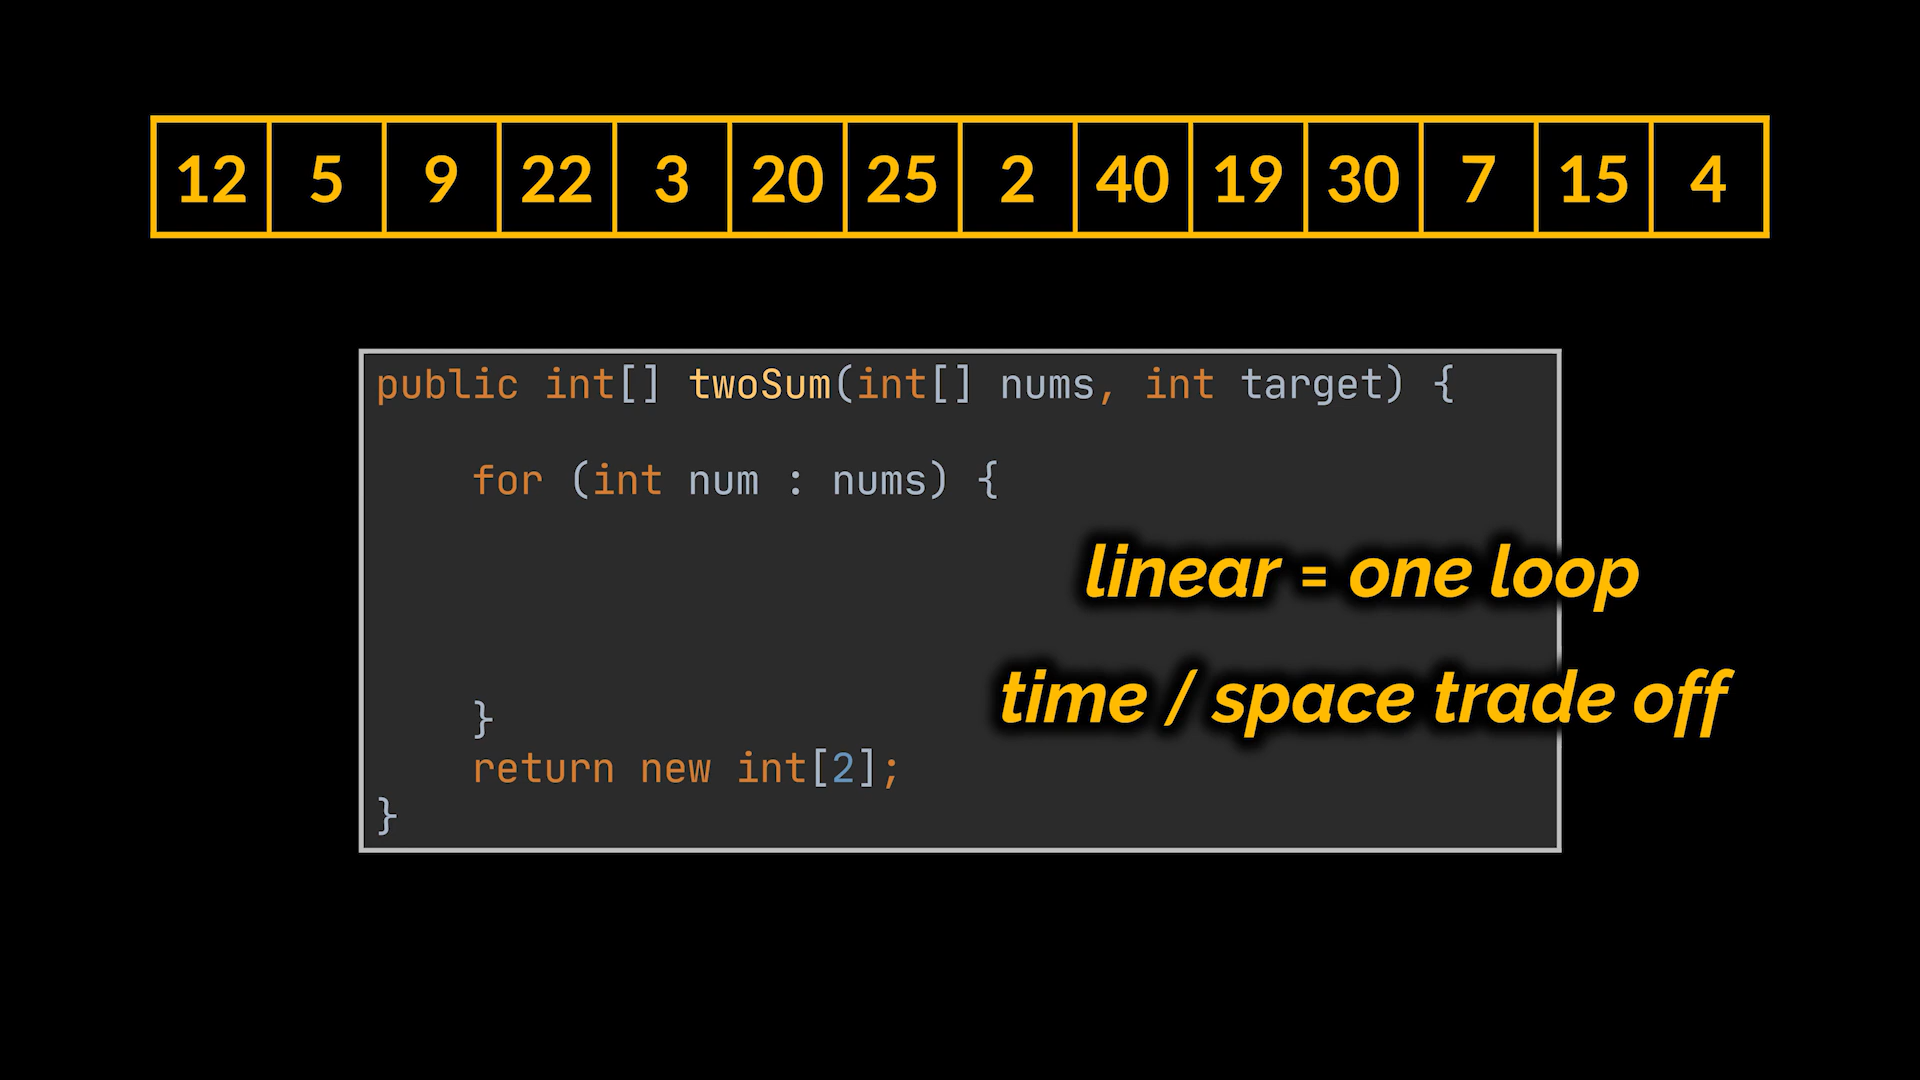 12 5 9 22 3 20 25 2 40 19 30 7 15 4
public int[] twoSum(int[] nums, int target) {
for (int num : nums) {
linear = one loop
time / space trade off
}
return new int[2];
}